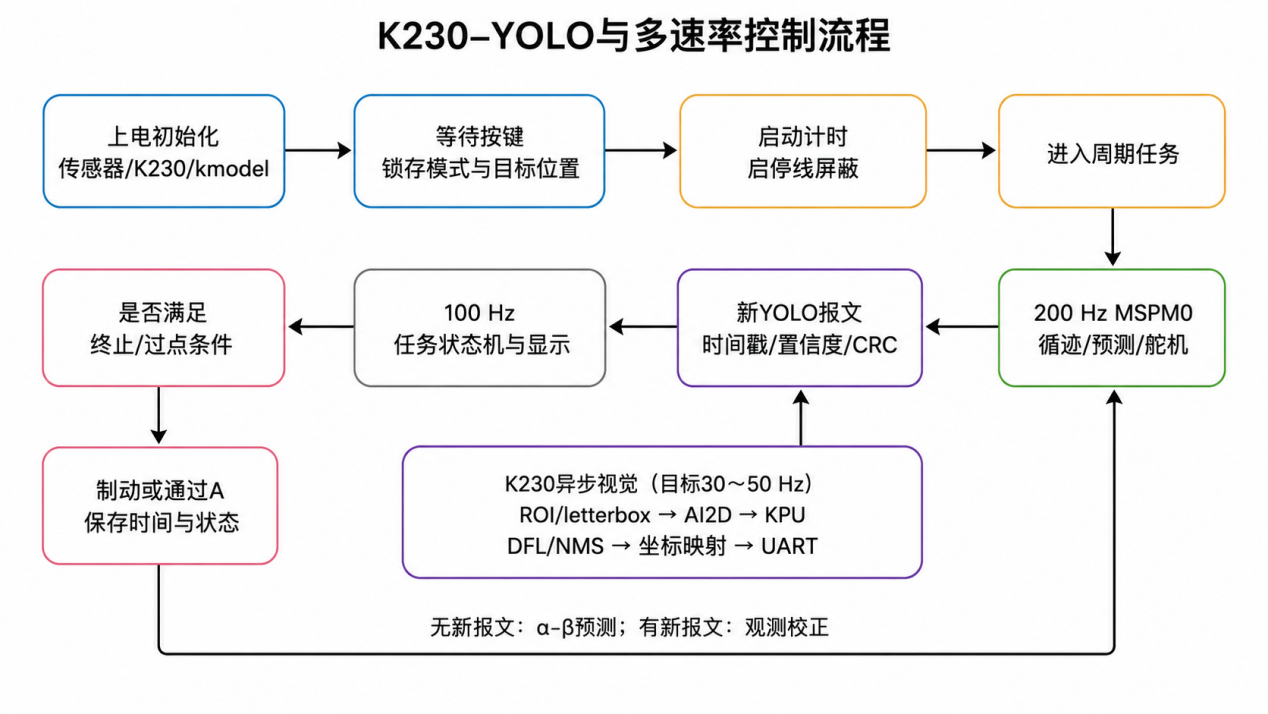 K230–YOLO与多速率控制流程
上电初始化
传感器/K230/kmodel
等待按键
锁存模式与目标位置
启动计时
启停线屏蔽
进入周期任务
200 Hz MSPM0
循迹/预测/舵机
新YOLO报文
时间戳/置信度/CRC
100 Hz
任务状态机与显示
是否满足
终止/过点条件
制动或通过A
保存时间与状态
K230异步视觉（目标30～50 Hz）
ROI/letterbox → AI2D → KPU
DFL/NMS → 坐标映射 → UART
无新报文：α–β预测；有新报文：观测校正